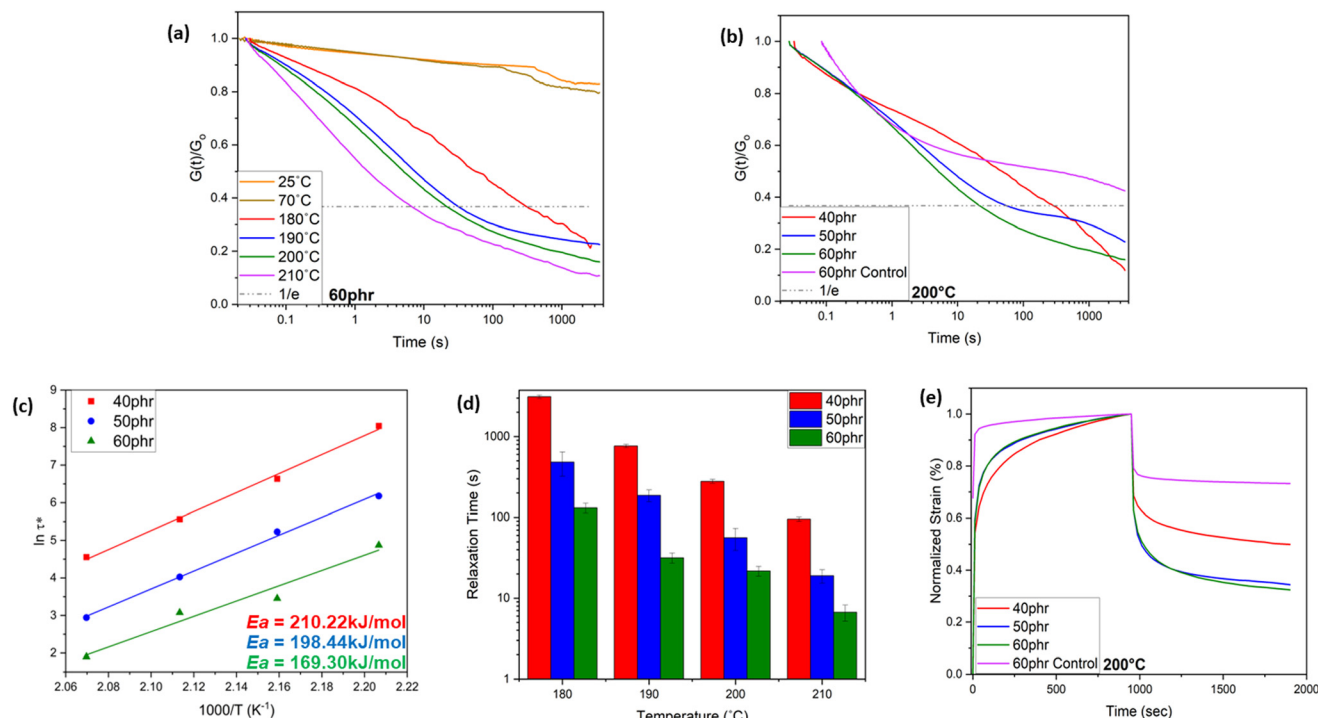 (a)
G(t)/Gₒ
1.0
0.8
0.6
0.4
0.2
0.0
25˚C
70˚C
180˚C
190˚C
200˚C
210˚C
1/e
60phr
0.1
1
10
100
1000
Time (s)
(b)
G(t)/Gₒ
1.0
0.8
0.6
0.4
0.2
0.0
40phr
50phr
60phr
60phr Control
1/e
200°C
0.1
1
10
100
1000
Time (s)
(c)
ln τ*
9
8
7
6
5
4
3
2
1
40phr
50phr
60phr
Ea = 210.22kJ/mol
Ea = 198.44kJ/mol
Ea = 169.30kJ/mol
2.06
2.08
2.10
2.12
2.14
2.16
2.18
2.20
2.22
1000/T (K⁻¹)
(d)
Relaxation Time (s)
1000
100
10
1
40phr
50phr
60phr
180
190
200
210
Temperature (˚C)
(e)
Normalized Strain (%)
1.0
0.8
0.6
0.4
0.2
0.0
40phr
50phr
60phr
60phr Control
200°C
0
500
1000
1500
2000
Time (sec)